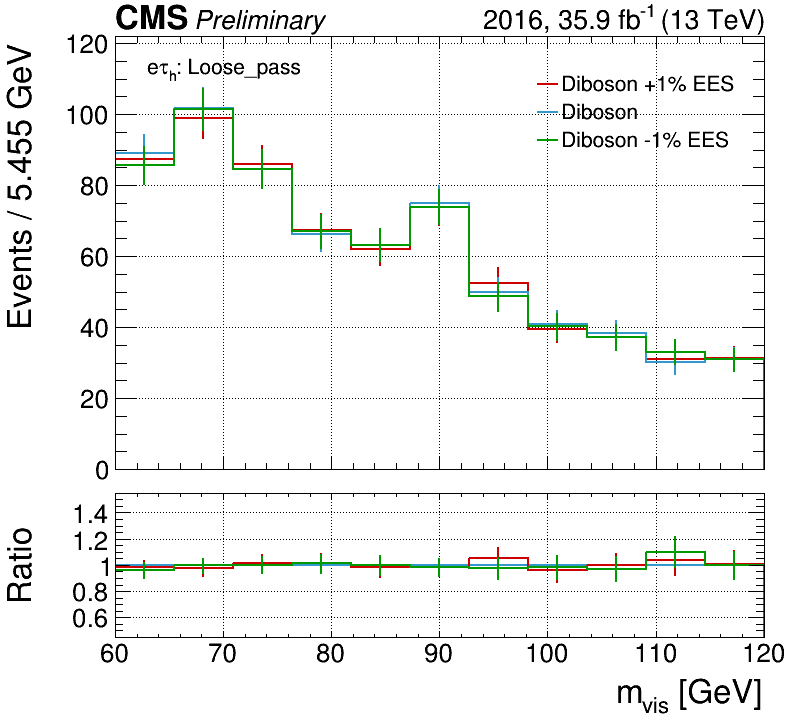 CMS Preliminary 2016, 35.9 fb⁻¹ (13 TeV)
Events / 5.455 GeV
120
100
80
60
40
20
0
eτₕ: Loose_pass
Diboson +1% EES
Diboson
Diboson -1% EES
Ratio
1.4
1.2
1
0.8
0.6
60 70 80 90 100 110 120
m_vis [GeV]